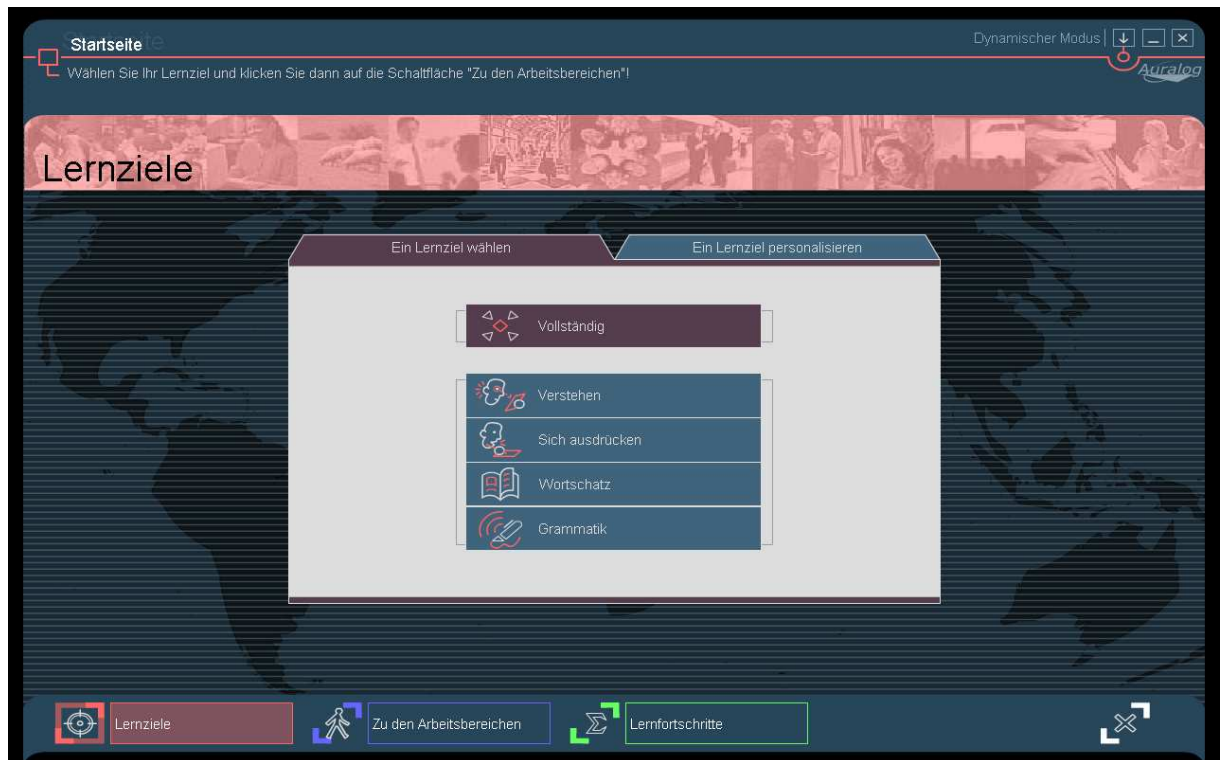 Startseite
Dynamischer Modus
Wählen Sie Ihr Lernziel und klicken Sie dann auf die Schaltfläche "Zu den Arbeitsbereichen"!
Auralog
Lernziele
Ein Lernziel wählen
Ein Lernziel personalisieren
Vollständig
Verstehen
Sich ausdrücken
Wortschatz
Grammatik
Lernziele
Zu den Arbeitsbereichen
Lernfortschritte